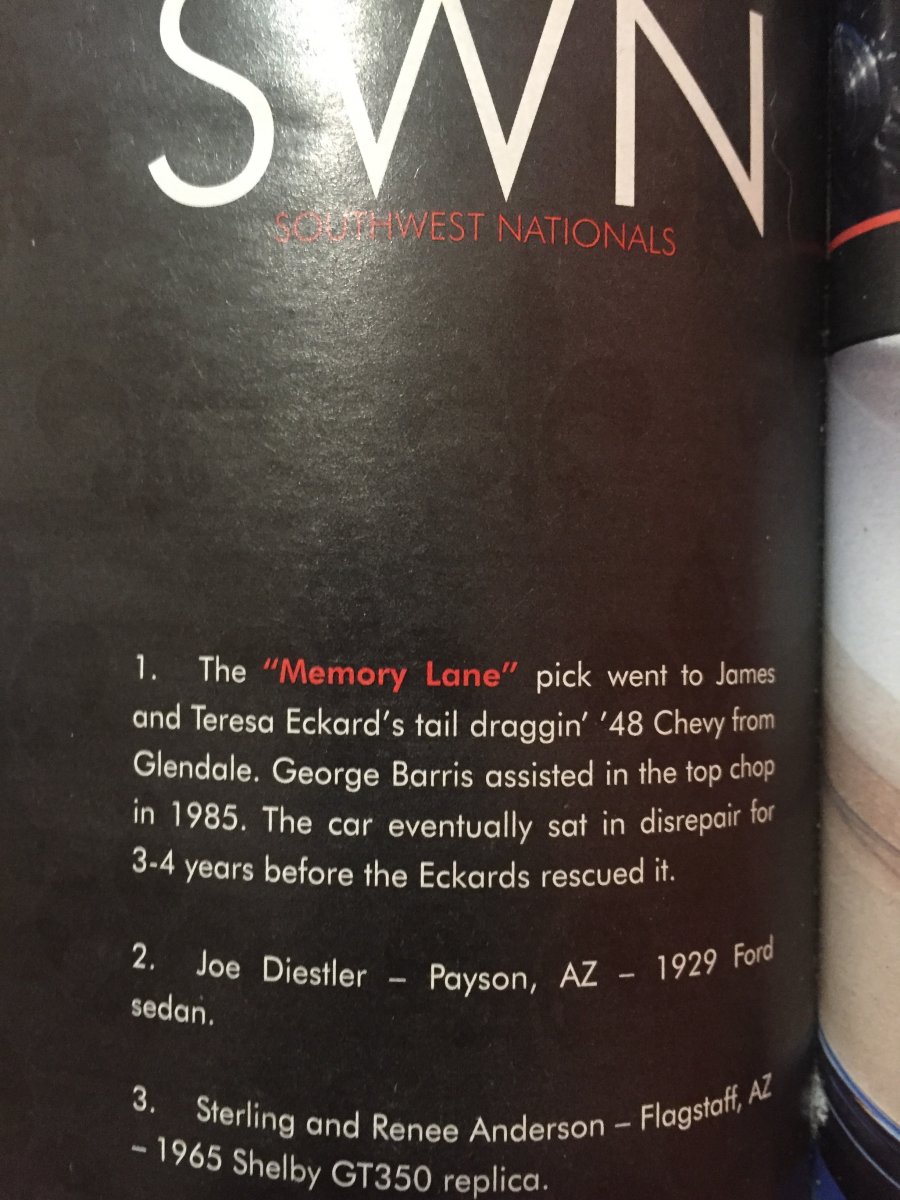 SWN
SOUTHWEST NATIONALS
1. The “Memory Lane” pick went to James
and Teresa Eckard’s tail draggin’ ’48 Chevy from
Glendale. George Barris assisted in the top chop
in 1985. The car eventually sat in disrepair for
3-4 years before the Eckards rescued it.
2. Joe Diestler – Payson, AZ – 1929 Ford
sedan.
3. Sterling and Renee Anderson – Flagstaff, AZ
– 1965 Shelby GT350 replica.